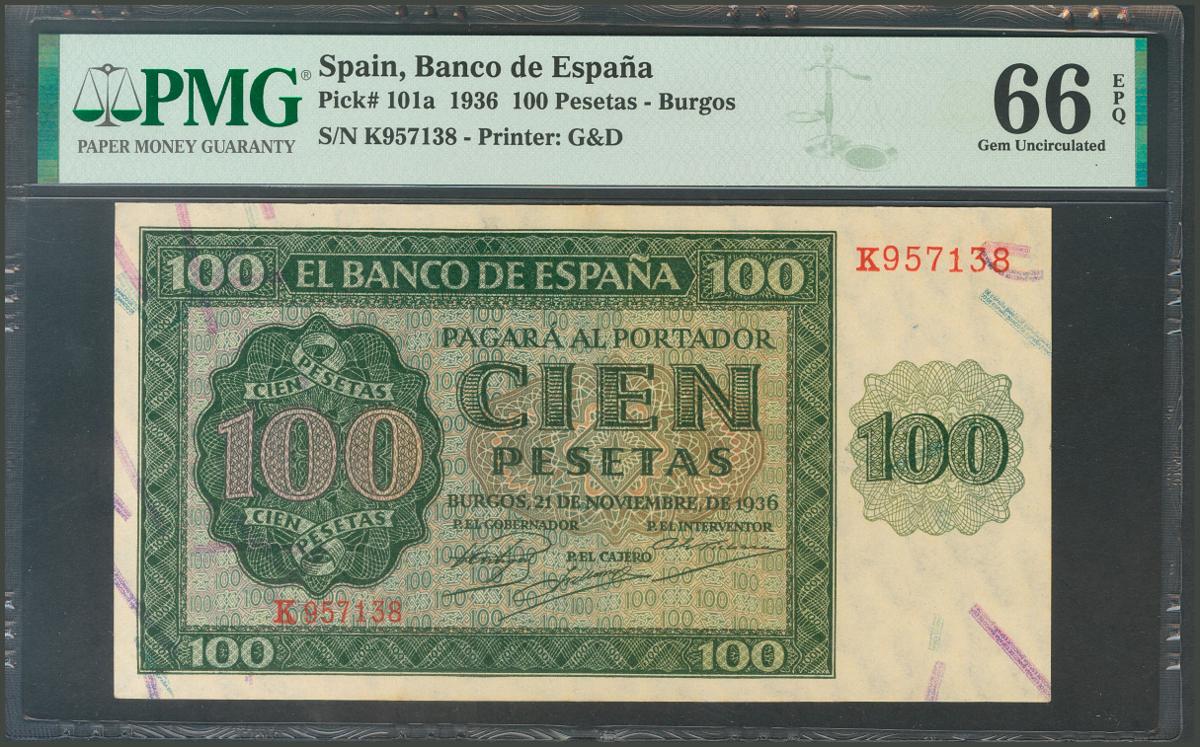 PMG®
PAPER MONEY GUARANTY
Spain, Banco de España
Pick# 101a 1936 100 Pesetas - Burgos
S/N K957138 - Printer: G&D
66 EPQ
Gem Uncirculated
100 EL BANCO DE ESPAÑA 100
K957138
PAGARÁ AL PORTADOR
CIEN PESETAS
100
CIEN PESETAS
CIEN
PESETAS
100
BURGOS, 21 DE NOVIEMBRE, DE 1936
P. EL GOBERNADOR P. EL INTERVENTOR
P. EL CAJERO
K957138
100 100